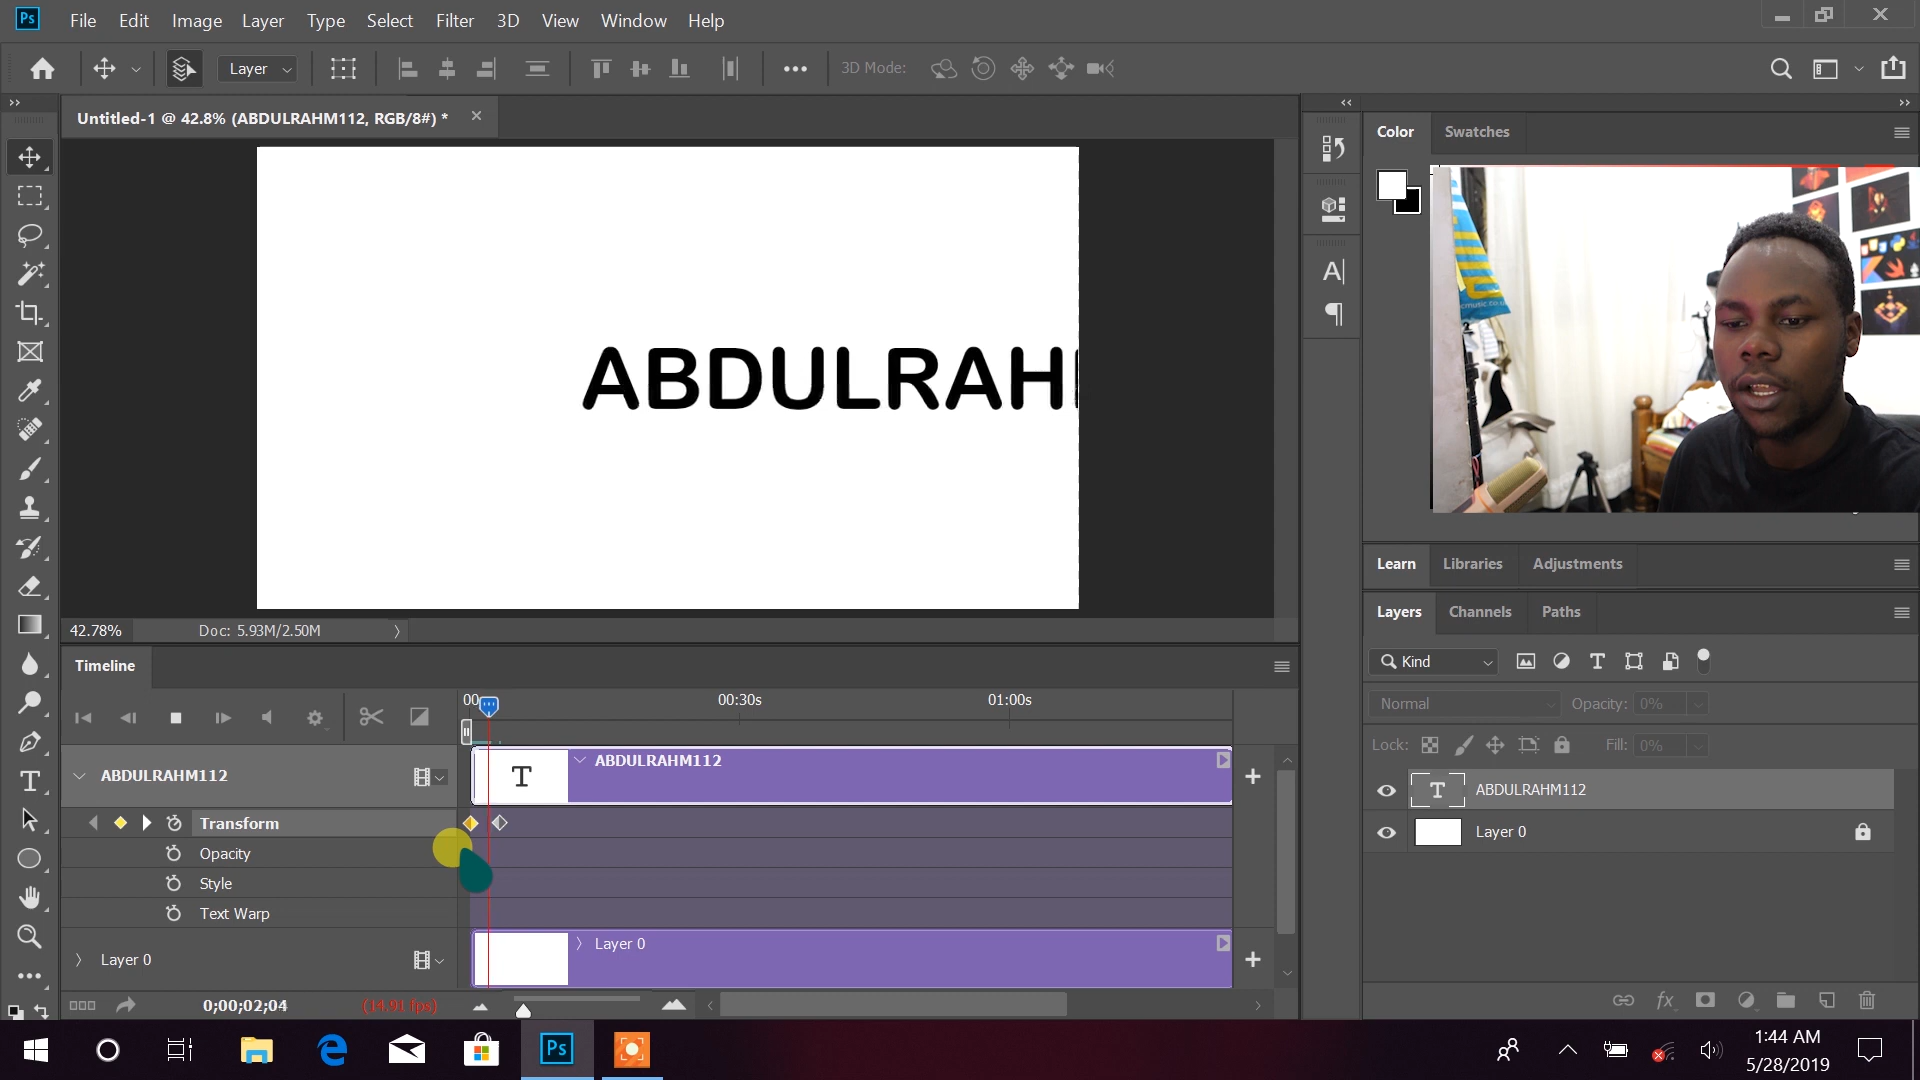 Ps File Edit Image Layer Type Select Filter 3D View Window Help
Layer 3D Mode:
Untitled-1 @ 42.8% (ABDULRAHM112, RGB/8#) *
Color Swatches
ABDULRAH
Learn Libraries Adjustments
Layers Channels Paths
42.78% Doc: 5.93M/2.50M
Kind
Timeline
Normal Opacity: 0%
00 00:30s 01:00s
Lock: Fill: 0%
ABDULRAHM112
T ABDULRAHM112
T ABDULRAHM112
Transform
Layer 0
Opacity
Style
Text Warp
Layer 0
Layer 0
0;00;02;04 (14.91 fps)
Ps
1:44 AM
5/28/2019